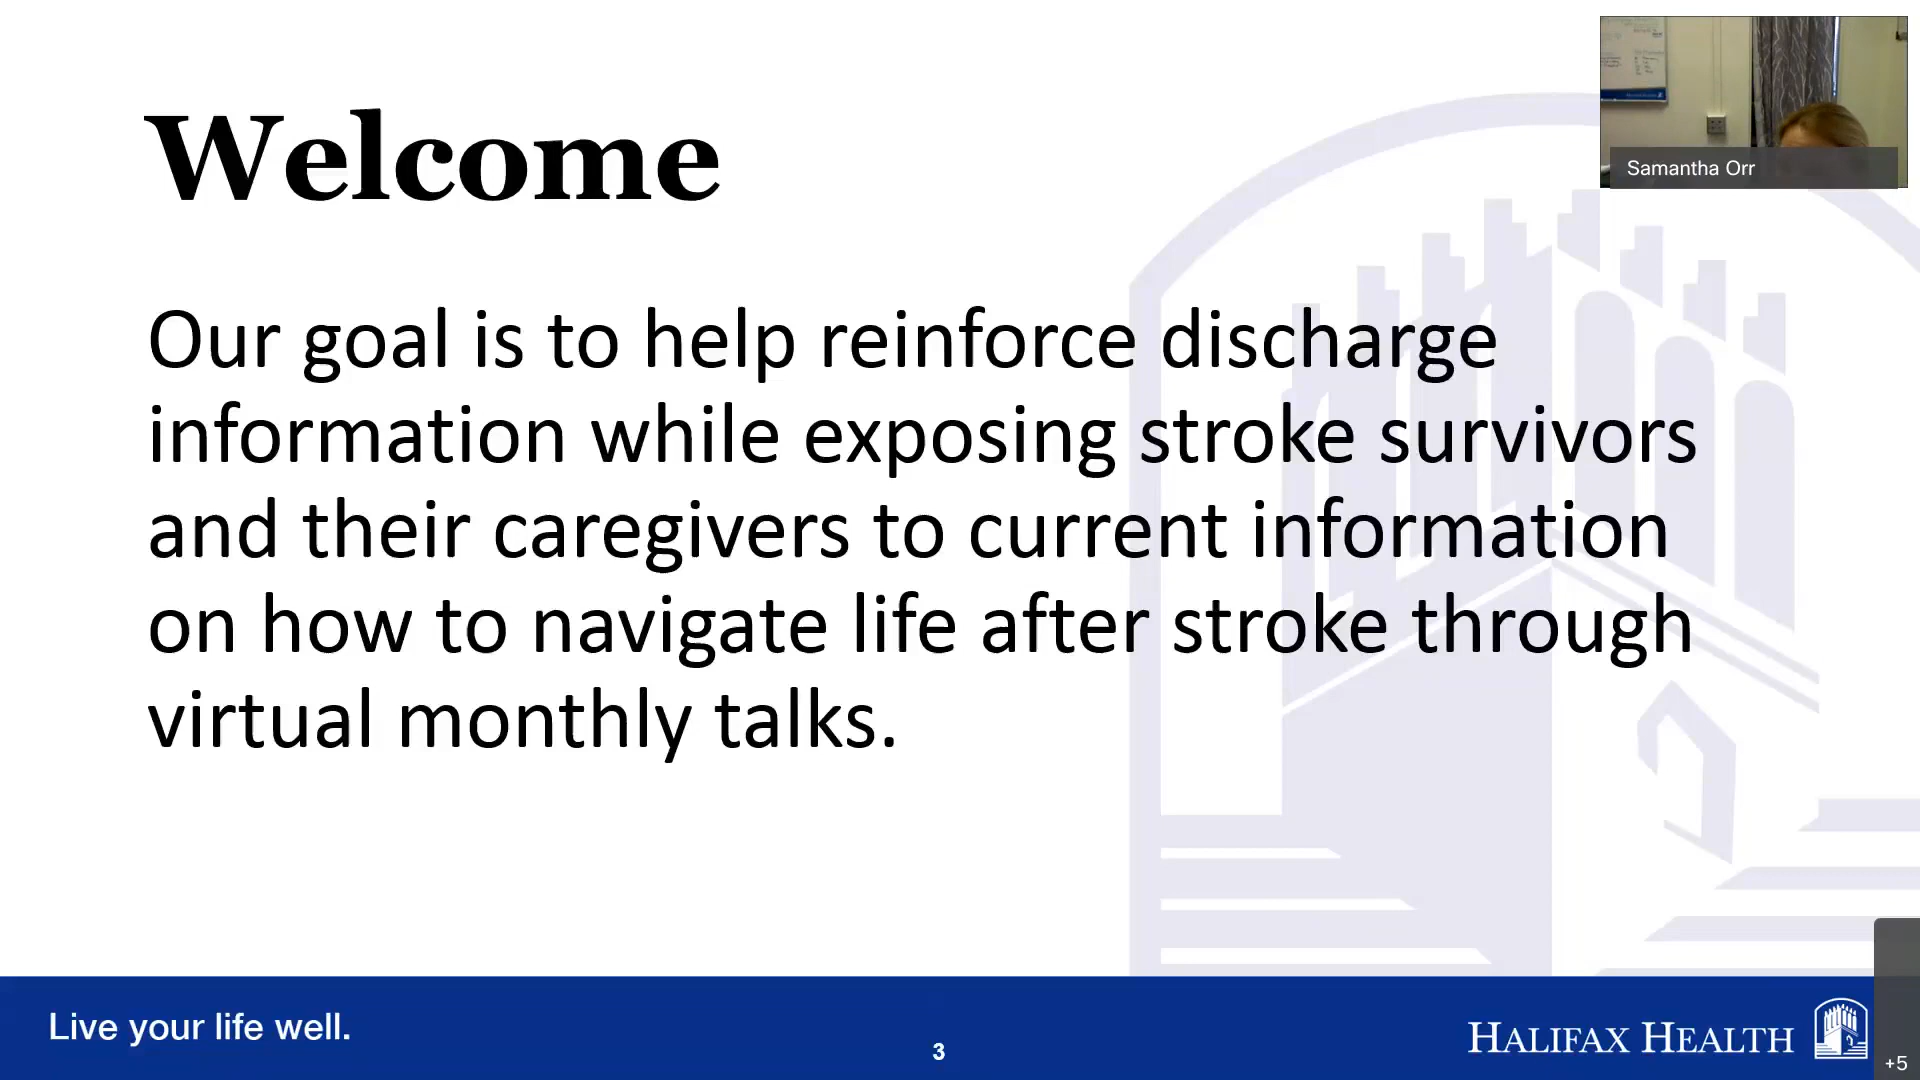 Welcome
Samantha Orr
Our goal is to help reinforce discharge
information while exposing stroke survivors
and their caregivers to current information
on how to navigate life after stroke through
virtual monthly talks.
Live your life well.
3
HALIFAX HEALTH
+5